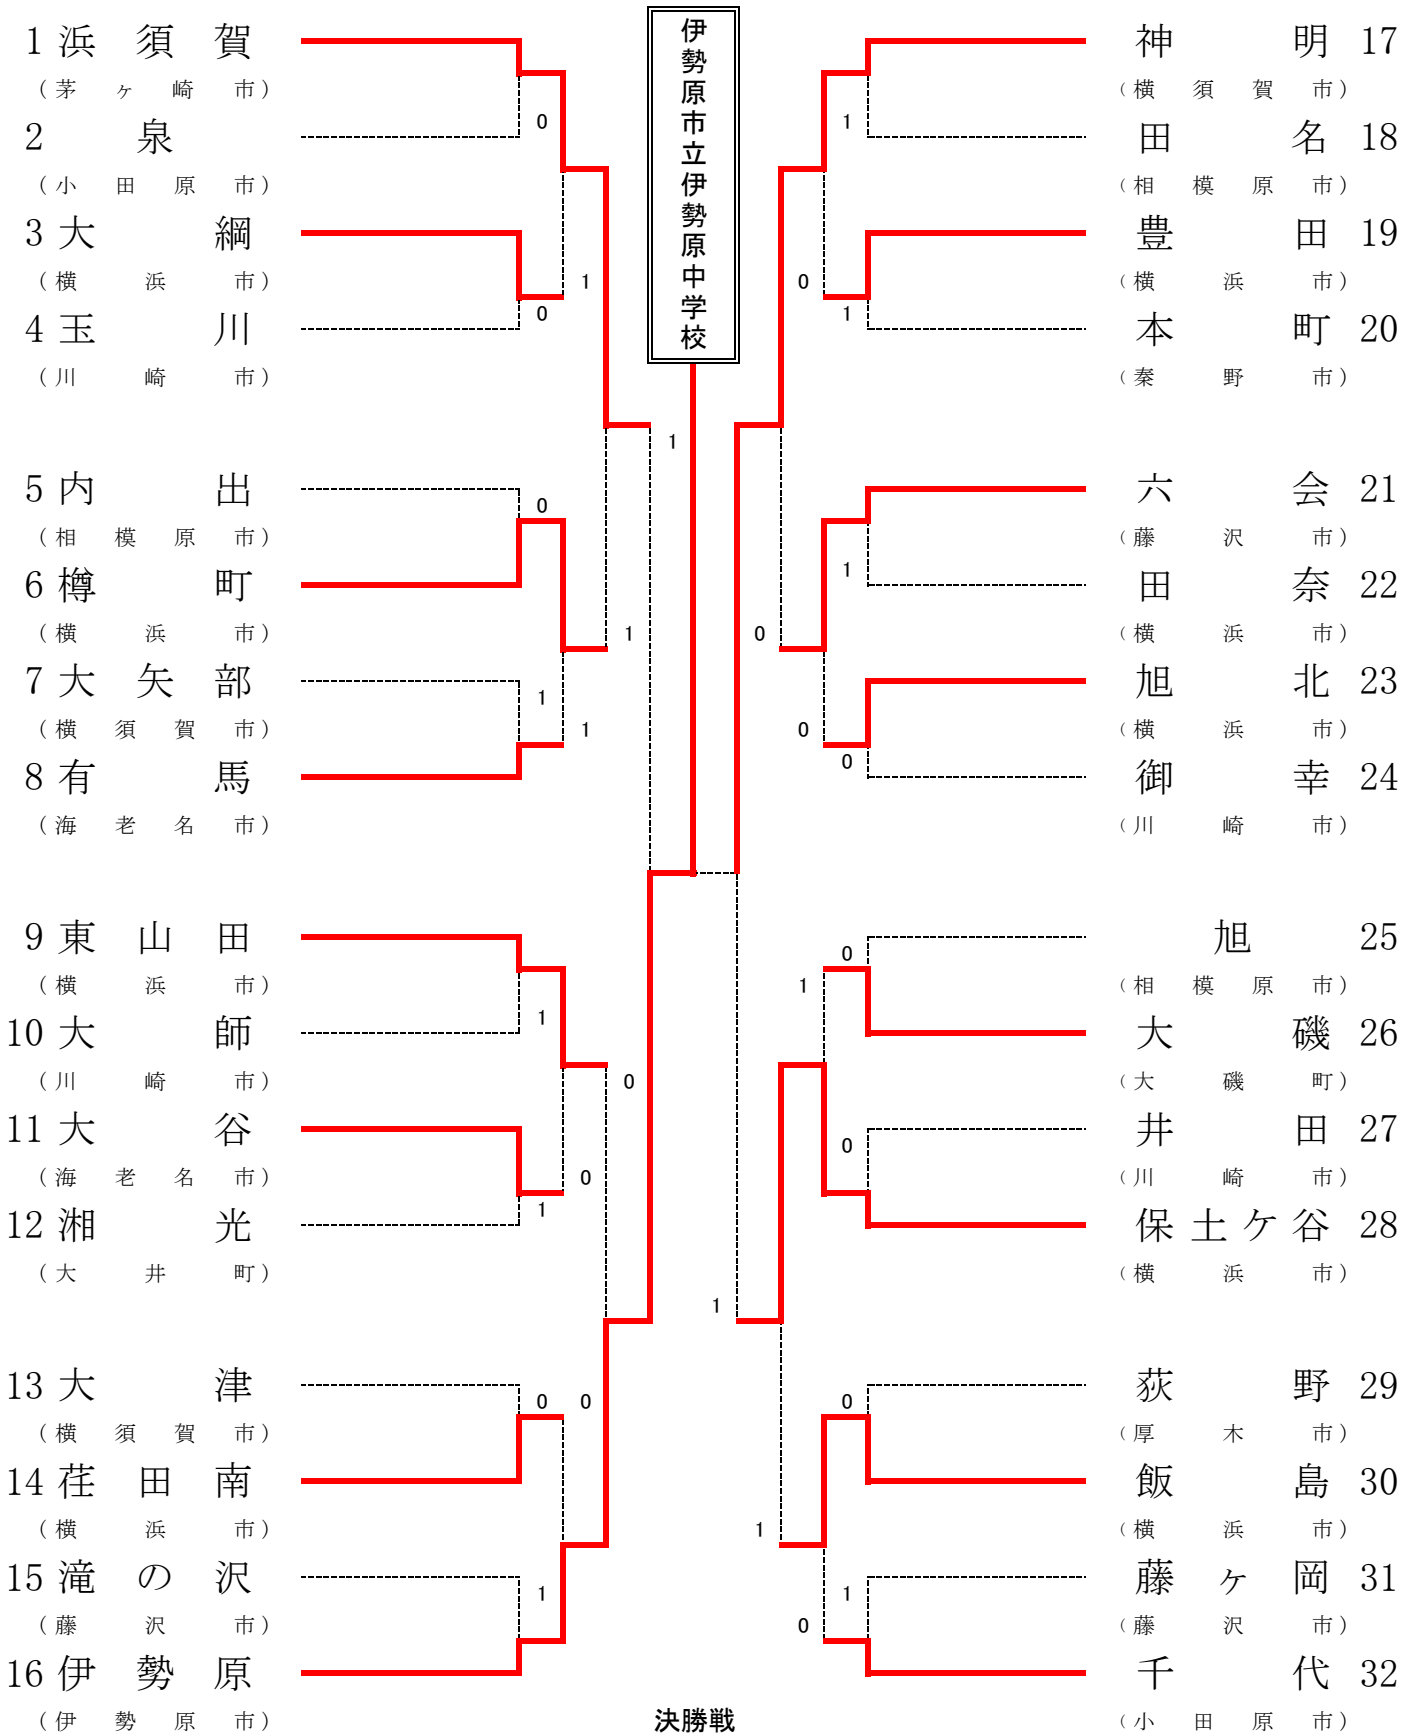 伊勢原市立伊勢原中学校
1 浜須賀
（茅ヶ崎市）
0
2 泉
（小田原市）
3 大綱
（横浜市）
1
0
4 玉川
（川崎市）
1
5 内出
0
（相模原市）
6 樽町
（横浜市）
1
7 大矢部
1
（横須賀市）
1
8 有馬
（海老名市）
9 東山田
（横浜市）
1
10 大師
（川崎市）
0
11 大谷
（海老名市）
0
1
12 湘光
（大井町）
13 大津
0 0
（横須賀市）
14 荏田南
（横浜市）
15 滝の沢
1
（藤沢市）
16 伊勢原
（伊勢原市）
神明 17
（横須賀市）
1
田名 18
（相模原市）
豊田 19
（横浜市）
0
1
本町 20
（秦野市）
六会 21
（藤沢市）
1
田奈 22
（横浜市）
0
旭北 23
（横浜市）
0
0
御幸 24
（川崎市）
旭 25
0
（相模原市）
1
大磯 26
（大磯町）
井田 27
0
（川崎市）
保土ケ谷 28
（横浜市）
1
荻野 29
0
（厚木市）
飯島 30
（横浜市）
1
藤ヶ岡 31
1
（藤沢市）
0
千代 32
（小田原市）
決勝戦